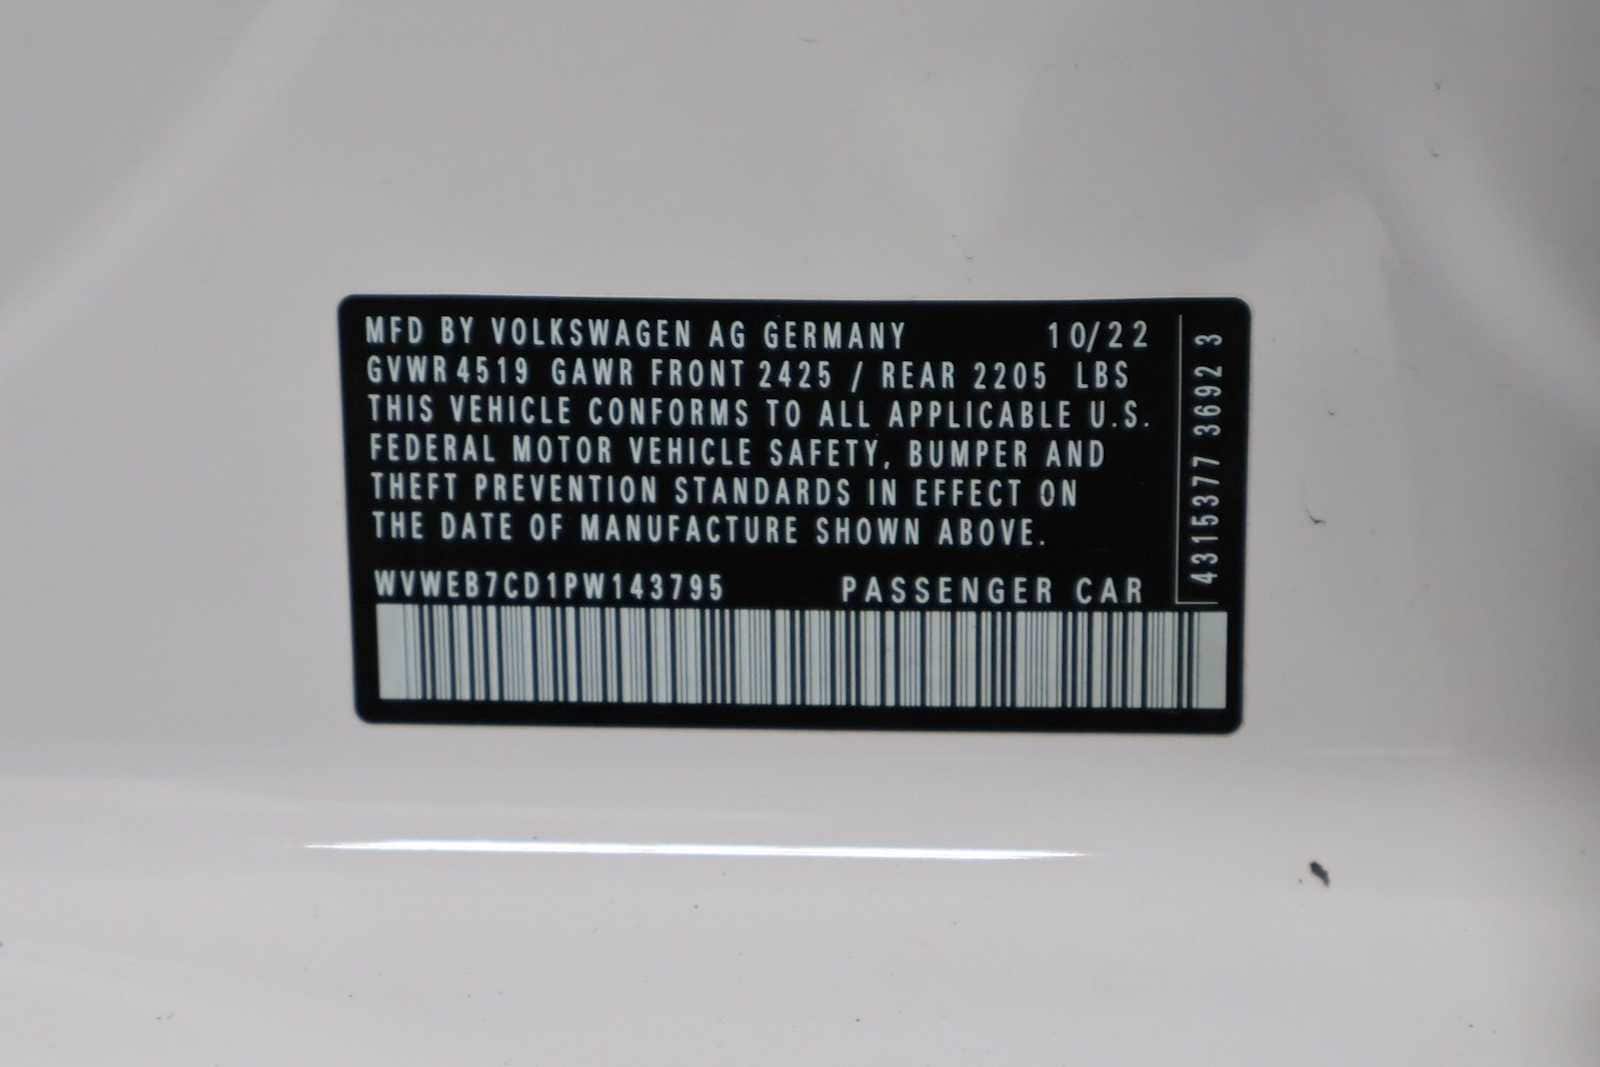 MFD BY VOLKSWAGEN AG GERMANY 10/22
GVWR 4519 GAWR FRONT 2425 / REAR 2205 LBS
THIS VEHICLE CONFORMS TO ALL APPLICABLE U.S.
FEDERAL MOTOR VEHICLE SAFETY, BUMPER AND
THEFT PREVENTION STANDARDS IN EFFECT ON
THE DATE OF MANUFACTURE SHOWN ABOVE.
WVWEB7CD1PW143795 PASSENGER CAR
4315377 3692 3